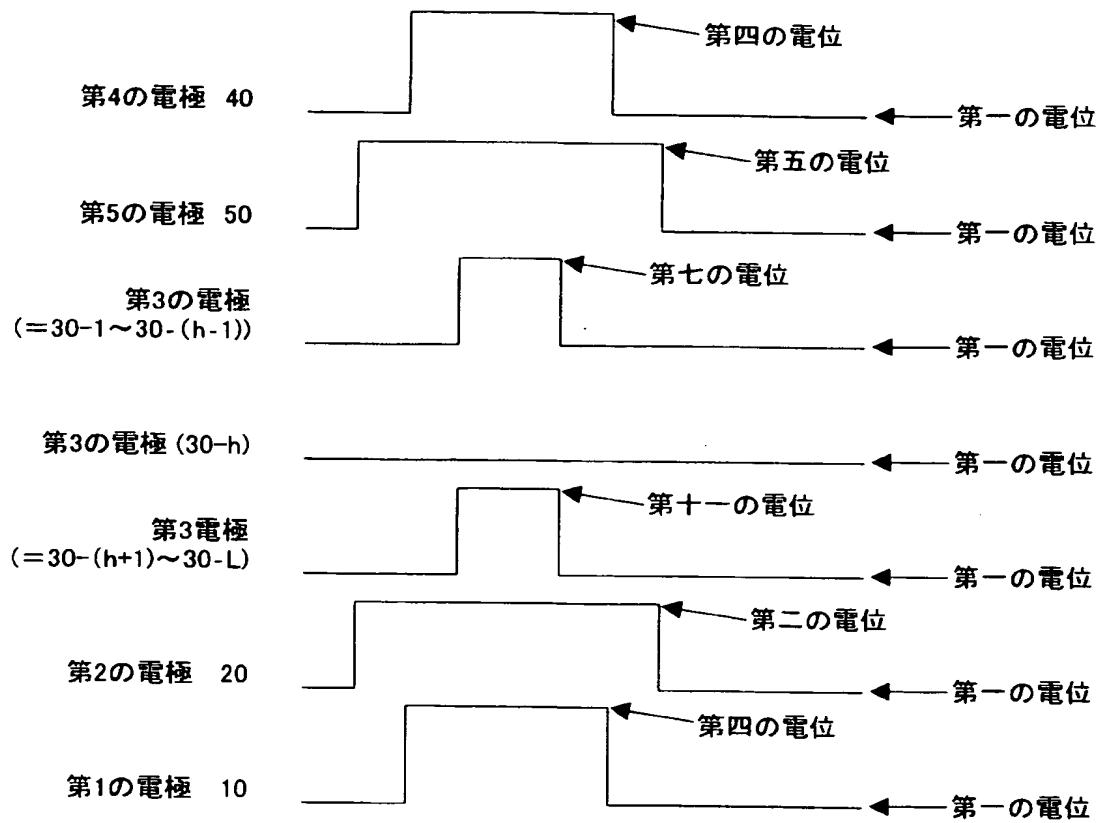 第四の電位
第4の電極 40
第一の電位
第五の電位
第5の電極 50
第一の電位
第七の電位
第3の電極
(=30-1~30-(h-1))
第一の電位
第3の電極 (30-h)
第一の電位
第十一の電位
第3電極
(=30-(h+1)~30-L)
第一の電位
第二の電位
第2の電極 20
第一の電位
第四の電位
第1の電極 10
第一の電位